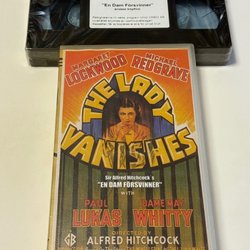 "En Dam Försvinner"
MARGARET MICHAEL
LOCKWOOD REDGRAVE
THE LADY
VANISHES
Sir Alfred Hitchcock's
"EN DAM FÖRSVINNER"
WITH
PAUL DAME MAY
LUKAS WHITTY
DIRECTED BY
GB ALFRED HITCHCOCK